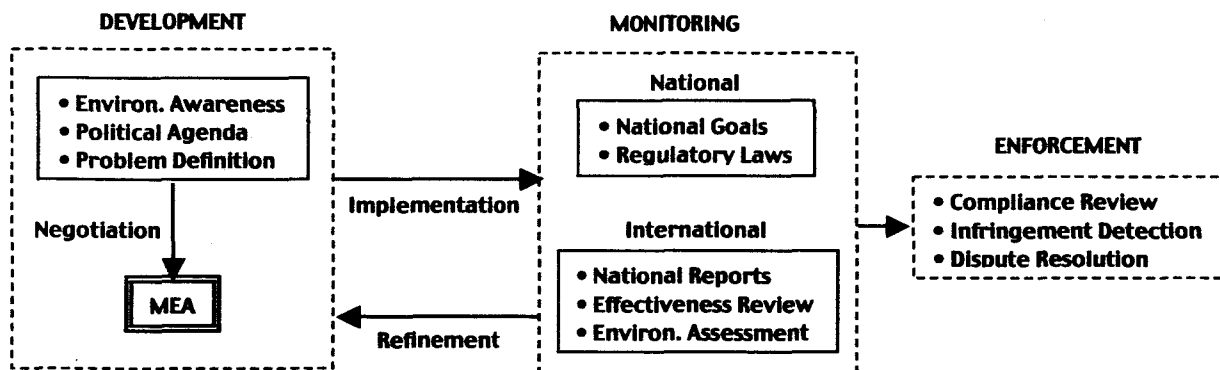 DEVELOPMENT
• Environ. Awareness
• Political Agenda
• Problem Definition
Negotiation
MEA
Implementation
Refinement
MONITORING
National
• National Goals
• Regulatory Laws
International
• National Reports
• Effectiveness Review
• Environ. Assessment
ENFORCEMENT
• Compliance Review
• Infringement Detection
• Dispute Resolution